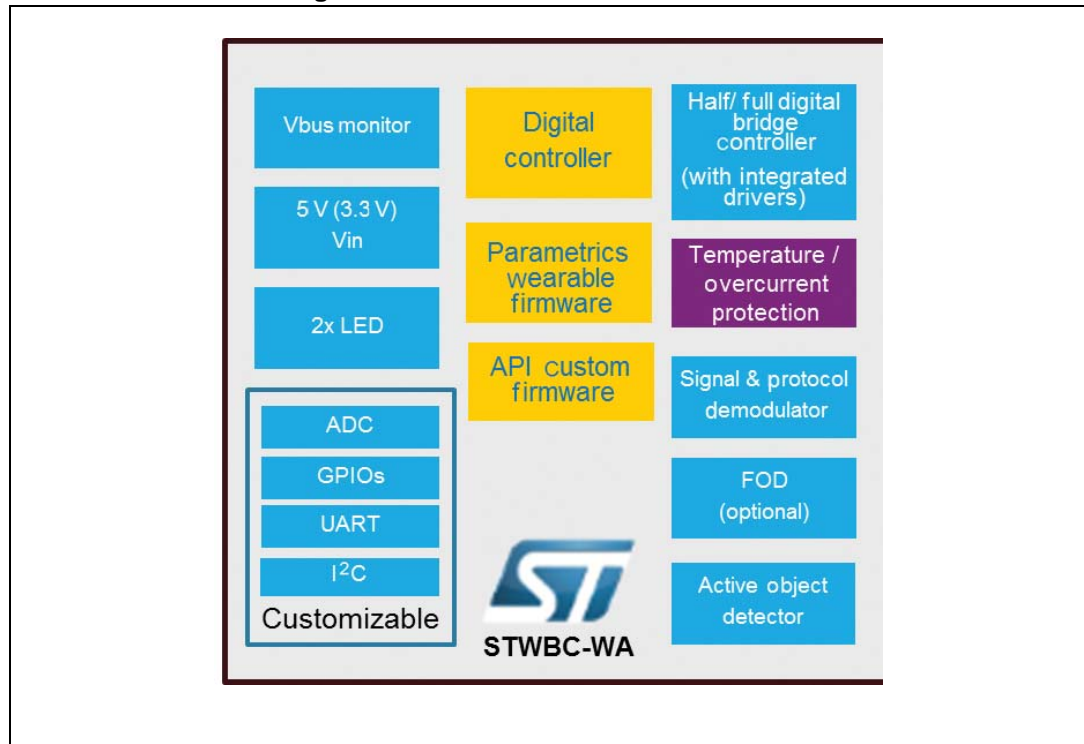 Vbus monitor
5 V (3.3 V)
Vin
2x LED
ADC
GPIOs
UART
I²C
Customizable
Digital
controller
Parametrics
wearable
firmware
API custom
firmware
ST
STWBC-WA
Half/ full digital
bridge
controller
(with integrated
drivers)
Temperature /
overcurrent
protection
Signal & protocol
demodulator
FOD
(optional)
Active object
detector